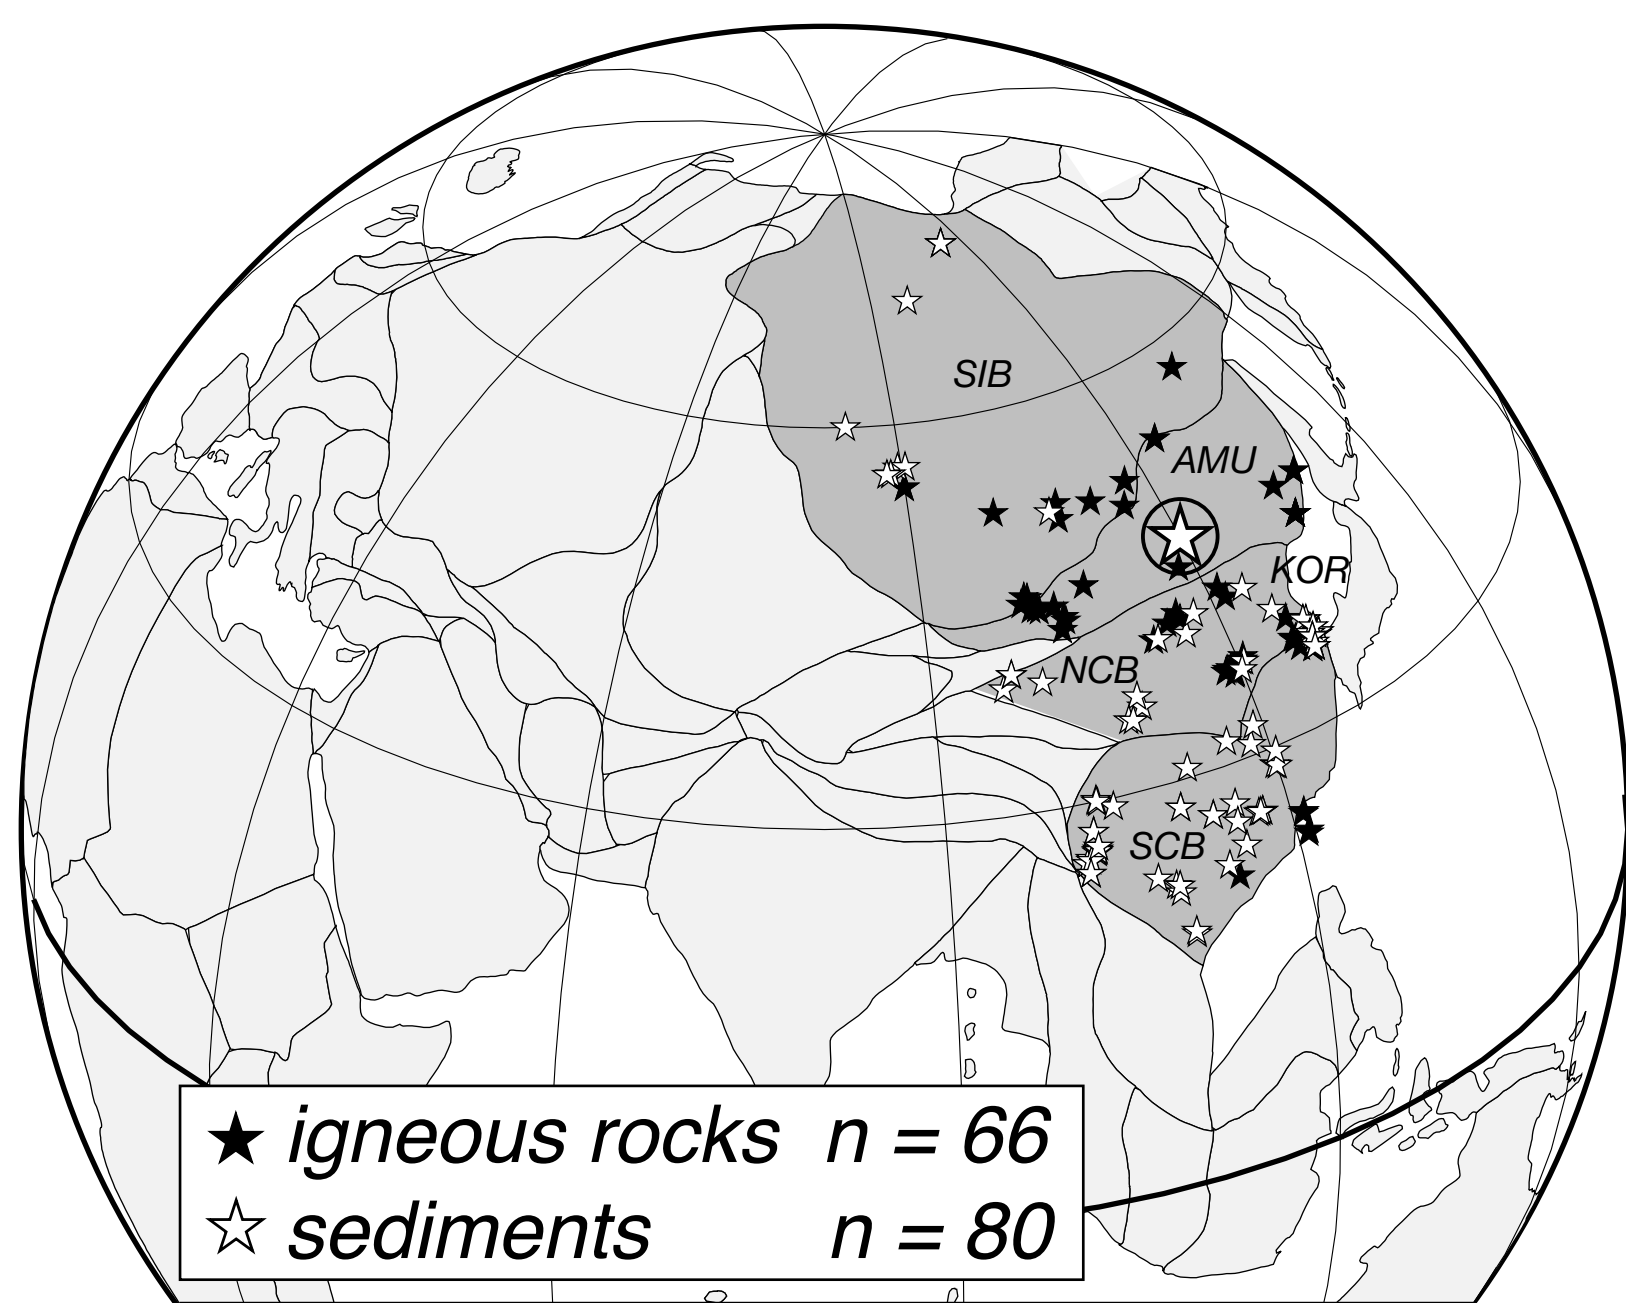 SIB
AMU
KOR
NCB
SCB
igneous rocks n = 66
sediments n = 80